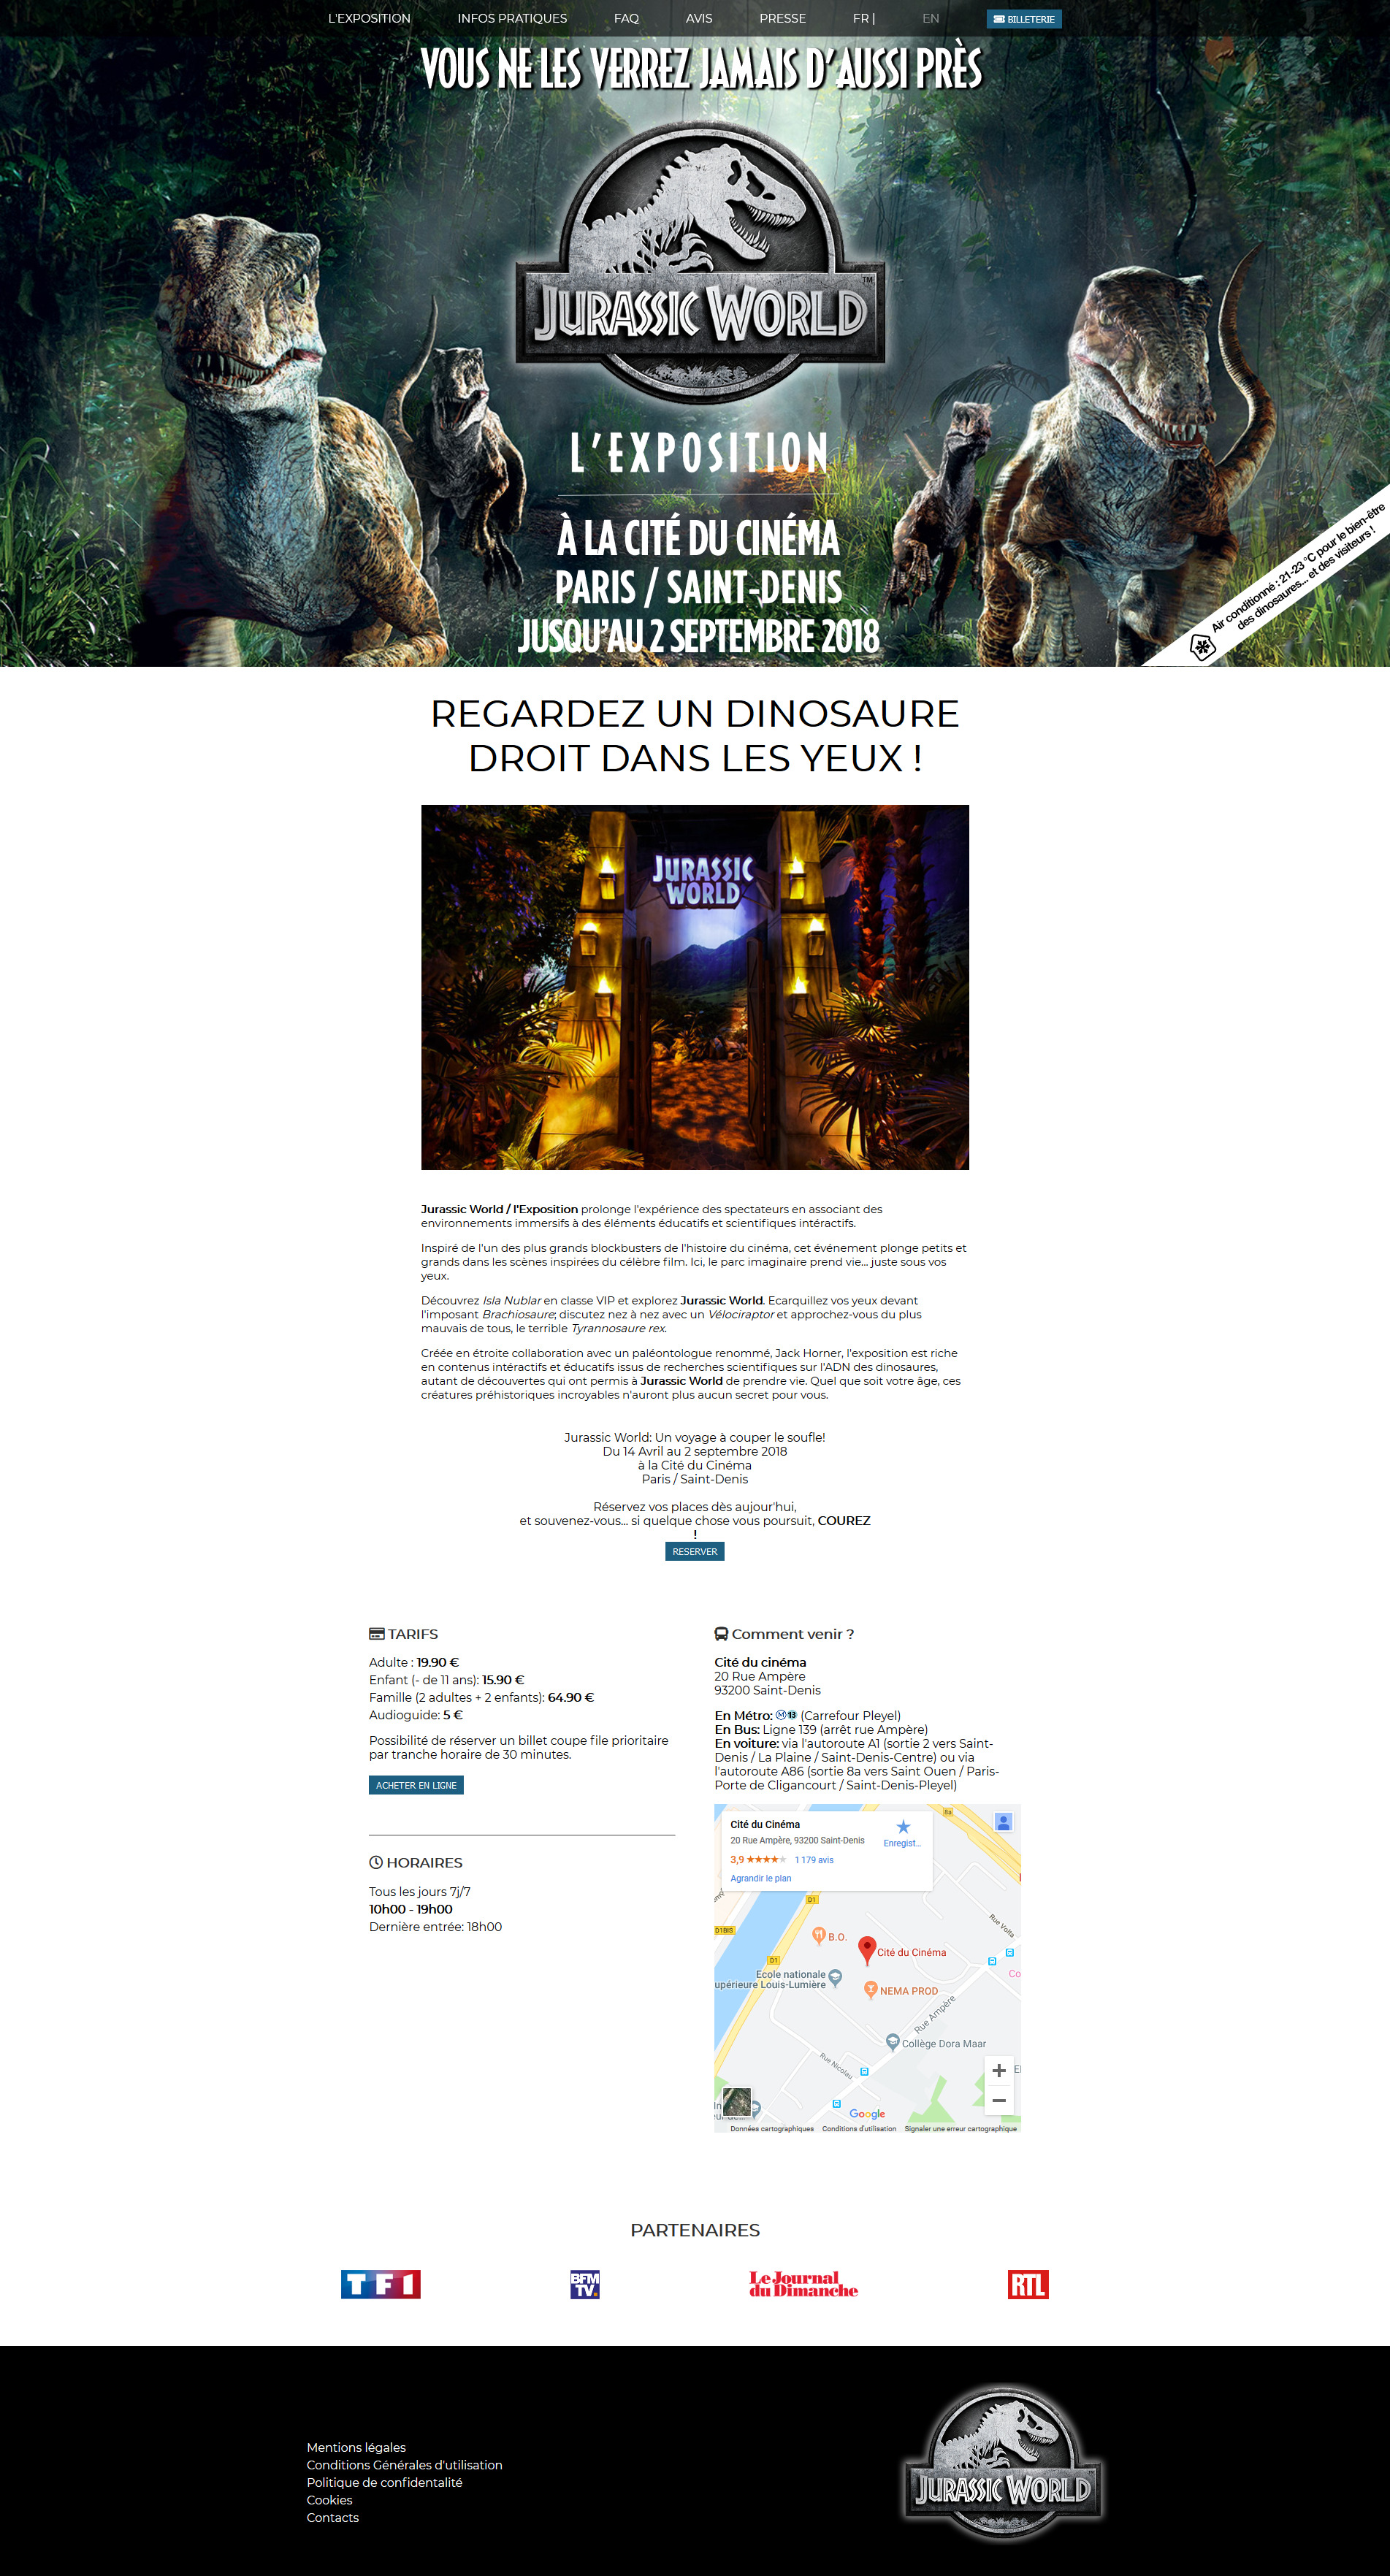 L'EXPOSITION INFOS PRATIQUES FAQ AVIS PRESSE FR | EN BILLETERIE
VOUS NE LES VERREZ JAMAIS D'AUSSI PRÈS
JURASSIC WORLD TM
L'EXPOSITION
À LA CITÉ DU CINÉMA
PARIS / SAINT-DENIS
JUSQU'AU 2 SEPTEMBRE 2018
Air conditionné : 21-23 °C pour le bien-être
des dinosaures... et des visiteurs !
REGARDEZ UN DINOSAURE
DROIT DANS LES YEUX !
JURASSIC
WORLD
Jurassic World / l'Exposition prolonge l'expérience des spectateurs en associant des
environnements immersifs à des éléments éducatifs et scientifiques intéractifs.
Inspiré de l'un des plus grands blockbusters de l'histoire du cinéma, cet événement plonge petits et
grands dans les scènes inspirées du célèbre film. Ici, le parc imaginaire prend vie... juste sous vos
yeux.
Découvrez Isla Nublar en classe VIP et explorez Jurassic World. Ecarquillez vos yeux devant
l'imposant Brachiosaure; discutez nez à nez avec un Vélociraptor et approchez-vous du plus
mauvais de tous, le terrible Tyrannosaure rex.
Créée en étroite collaboration avec un paléontologue renommé, Jack Horner, l'exposition est riche
en contenus intéractifs et éducatifs issus de recherches scientifiques sur l'ADN des dinosaures,
autant de découvertes qui ont permis à Jurassic World de prendre vie. Quel que soit votre âge, ces
créatures préhistoriques incroyables n'auront plus aucun secret pour vous.
Jurassic World: Un voyage à couper le soufle!
Du 14 Avril au 2 septembre 2018
à la Cité du Cinéma
Paris / Saint-Denis
Réservez vos places dès aujourd'hui,
et souvenez-vous... si quelque chose vous poursuit, COUREZ
!
RESERVER
TARIFS
Adulte : 19.90 €
Enfant (- de 11 ans): 15.90 €
Famille (2 adultes + 2 enfants): 64.90 €
Audioguide: 5 €
Possibilité de réserver un billet coupe file prioritaire
par tranche horaire de 30 minutes.
ACHETER EN LIGNE
HORAIRES
Tous les jours 7j/7
10h00 - 19h00
Dernière entrée: 18h00
Comment venir ?
Cité du cinéma
20 Rue Ampère
93200 Saint-Denis
En Métro: M 13 (Carrefour Pleyel)
En Bus: Ligne 139 (arrêt rue Ampère)
En voiture: via l'autoroute A1 (sortie 2 vers Saint-
Denis / La Plaine / Saint-Denis-Centre) ou via
l'autoroute A86 (sortie 8a vers Saint Ouen / Paris-
Porte de Cligancourt / Saint-Denis-Pleyel)
8a
Cité du Cinéma
20 Rue Ampère, 93200 Saint-Denis
Enregist...
3,9 ★★★★★ 1 179 avis
Agrandir le plan
D1
Rue Volta
D1BIS
B.O.
D1
Cité du Cinéma
Ecole nationale
upérieure Louis-Lumière
Co
NEMA PROD
Rue Ampère
Collège Dora Maar
Rue Nicolau
+
−
Google
Données cartographiques Conditions d'utilisation Signaler une erreur cartographique
PARTENAIRES
TF1
BFM
TV.
Le Journal
du Dimanche
RTL
JURASSIC WORLD
Mentions légales
Conditions Générales d'utilisation
Politique de confidentalité
Cookies
Contacts